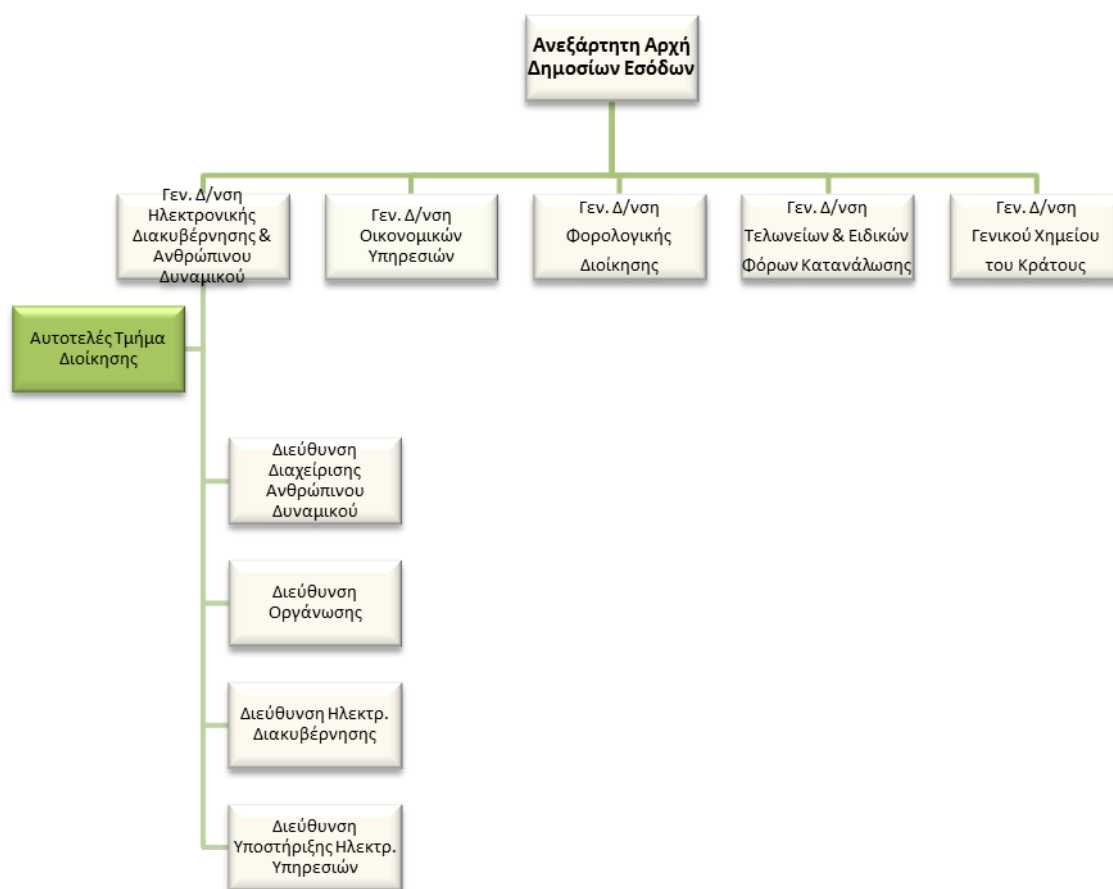 Ανεξάρτητη Αρχή
Δημοσίων Εσόδων
Γεν. Δ/νση
Ηλεκτρονικής
Διακυβέρνησης &
Ανθρώπινου
Δυναμικού
Γεν. Δ/νση
Οικονομικών
Υπηρεσιών
Γεν. Δ/νση
Φορολογικής
Διοίκησης
Γεν. Δ/νση
Τελωνείων & Ειδικών
Φόρων Κατανάλωσης
Γεν. Δ/νση
Γενικού Χημείου
του Κράτους
Αυτοτελές Τμήμα
Διοίκησης
Διεύθυνση
Διαχείρισης
Ανθρώπινου
Δυναμικού
Διεύθυνση
Οργάνωσης
Διεύθυνση Ηλεκτρ.
Διακυβέρνησης
Διεύθυνση
Υποστήριξης Ηλεκτρ.
Υπηρεσιών